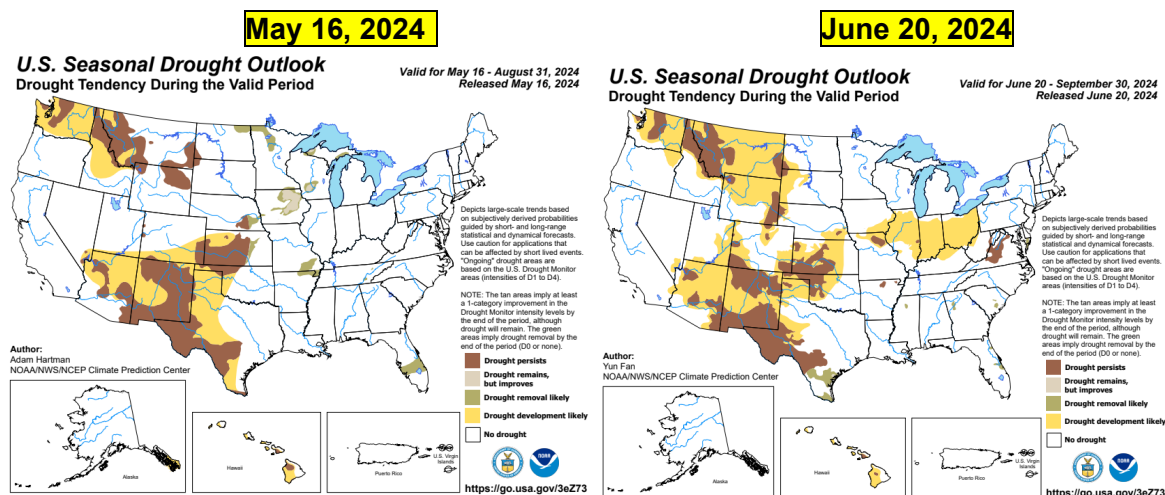 May 16, 2024
U.S. Seasonal Drought Outlook
Drought Tendency During the Valid Period
Valid for May 16 - August 31, 2024
Released May 16, 2024
Depicts large-scale trends based
on subjectively derived probabilities
guided by short- and long-range
statistical and dynamical forecasts.
Use caution for applications that
can be affected by short lived events.
"Ongoing" drought areas are
based on the U.S. Drought Monitor
areas (intensities of D1 to D4).
NOTE: The tan areas imply at least
a 1-category improvement in the
Drought Monitor intensity levels by
the end of the period, although
drought will remain. The green
areas imply drought removal by the
end of the period (D0 or none).
Author:
Adam Hartman
NOAA/NWS/NCEP Climate Prediction Center
Drought persists
Drought remains,
but improves
Drought removal likely
Drought development likely
No drought
Alaska
Hawaii
Puerto Rico
U.S. Virgin
Islands
NOAA
https://go.usa.gov/3eZ73
June 20, 2024
U.S. Seasonal Drought Outlook
Drought Tendency During the Valid Period
Valid for June 20 - September 30, 2024
Released June 20, 2024
Depicts large-scale trends based
on subjectively derived probabilities
guided by short- and long-range
statistical and dynamical forecasts.
Use caution for applications that
can be affected by short lived events.
"Ongoing" drought areas are
based on the U.S. Drought Monitor
areas (intensities of D1 to D4).
NOTE: The tan areas imply at least
a 1-category improvement in the
Drought Monitor intensity levels by
the end of the period, although
drought will remain. The green
areas imply drought removal by the
end of the period (D0 or none).
Author:
Yun Fan
NOAA/NWS/NCEP Climate Prediction Center
Drought persists
Drought remains,
but improves
Drought removal likely
Drought development likely
No drought
Alaska
Hawaii
Puerto Rico
U.S. Virgin
Islands
NOAA
https://go.usa.gov/3eZ73